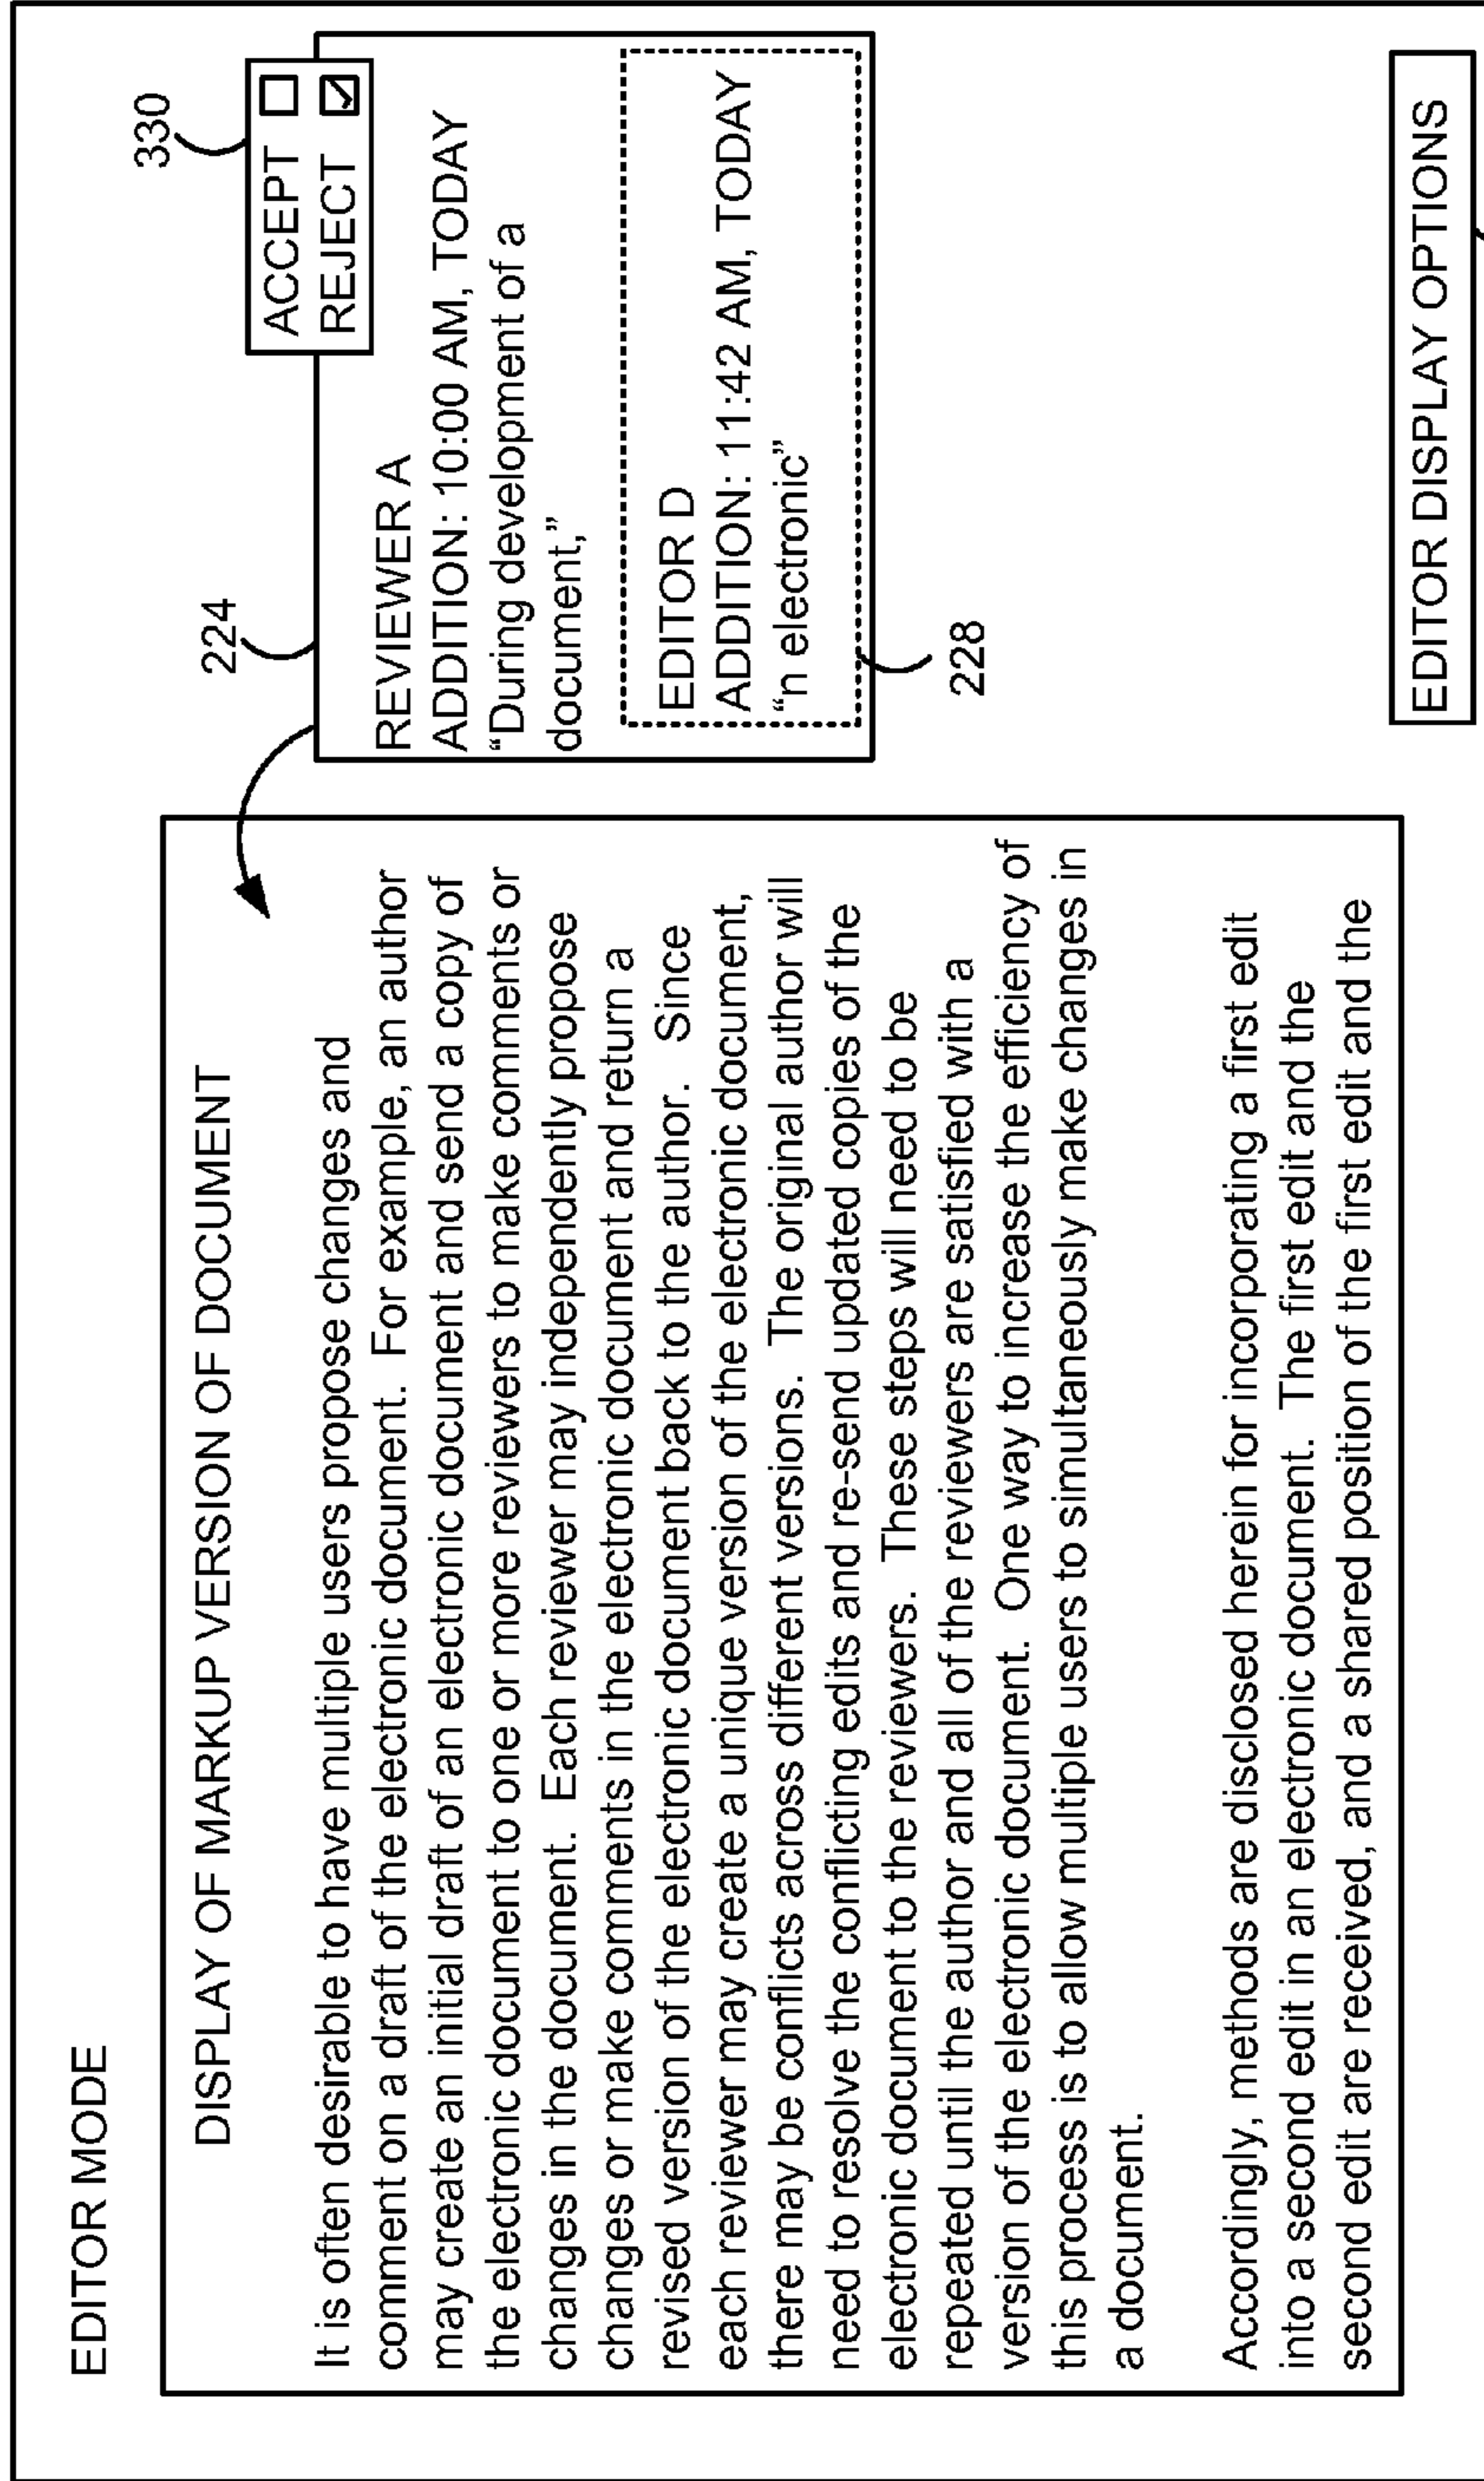 EDITOR MODE
DISPLAY OF MARKUP VERSION OF DOCUMENT
It is often desirable to have multiple users propose changes and
comment on a draft of the electronic document.  For example, an author
may create an initial draft of an electronic document and send a copy of
the electronic document to one or more reviewers to make comments or
changes in the document.  Each reviewer may independently propose
changes or make comments in the electronic document and return a
revised version of the electronic document back to the author.  Since
each reviewer may create a unique version of the electronic document,
there may be conflicts across different versions.  The original author will
need to resolve the conflicting edits and re-send updated copies of the
electronic document to the reviewers.  These steps will need to be
repeated until the author and all of the reviewers are satisfied with a
version of the electronic document.  One way to increase the efficiency of
this process is to allow multiple users to simultaneously make changes in
a document.
Accordingly, methods are disclosed herein for incorporating a first edit
into a second edit in an electronic document.  The first edit and the
second edit are received, and a shared position of the first edit and the
330
224
ACCEPT
REJECT
REVIEWER A
ADDITION: 10:00 AM, TODAY
“During development of a
document,”
EDITOR D
ADDITION: 11:42 AM, TODAY
“n electronic”
228
EDITOR DISPLAY OPTIONS